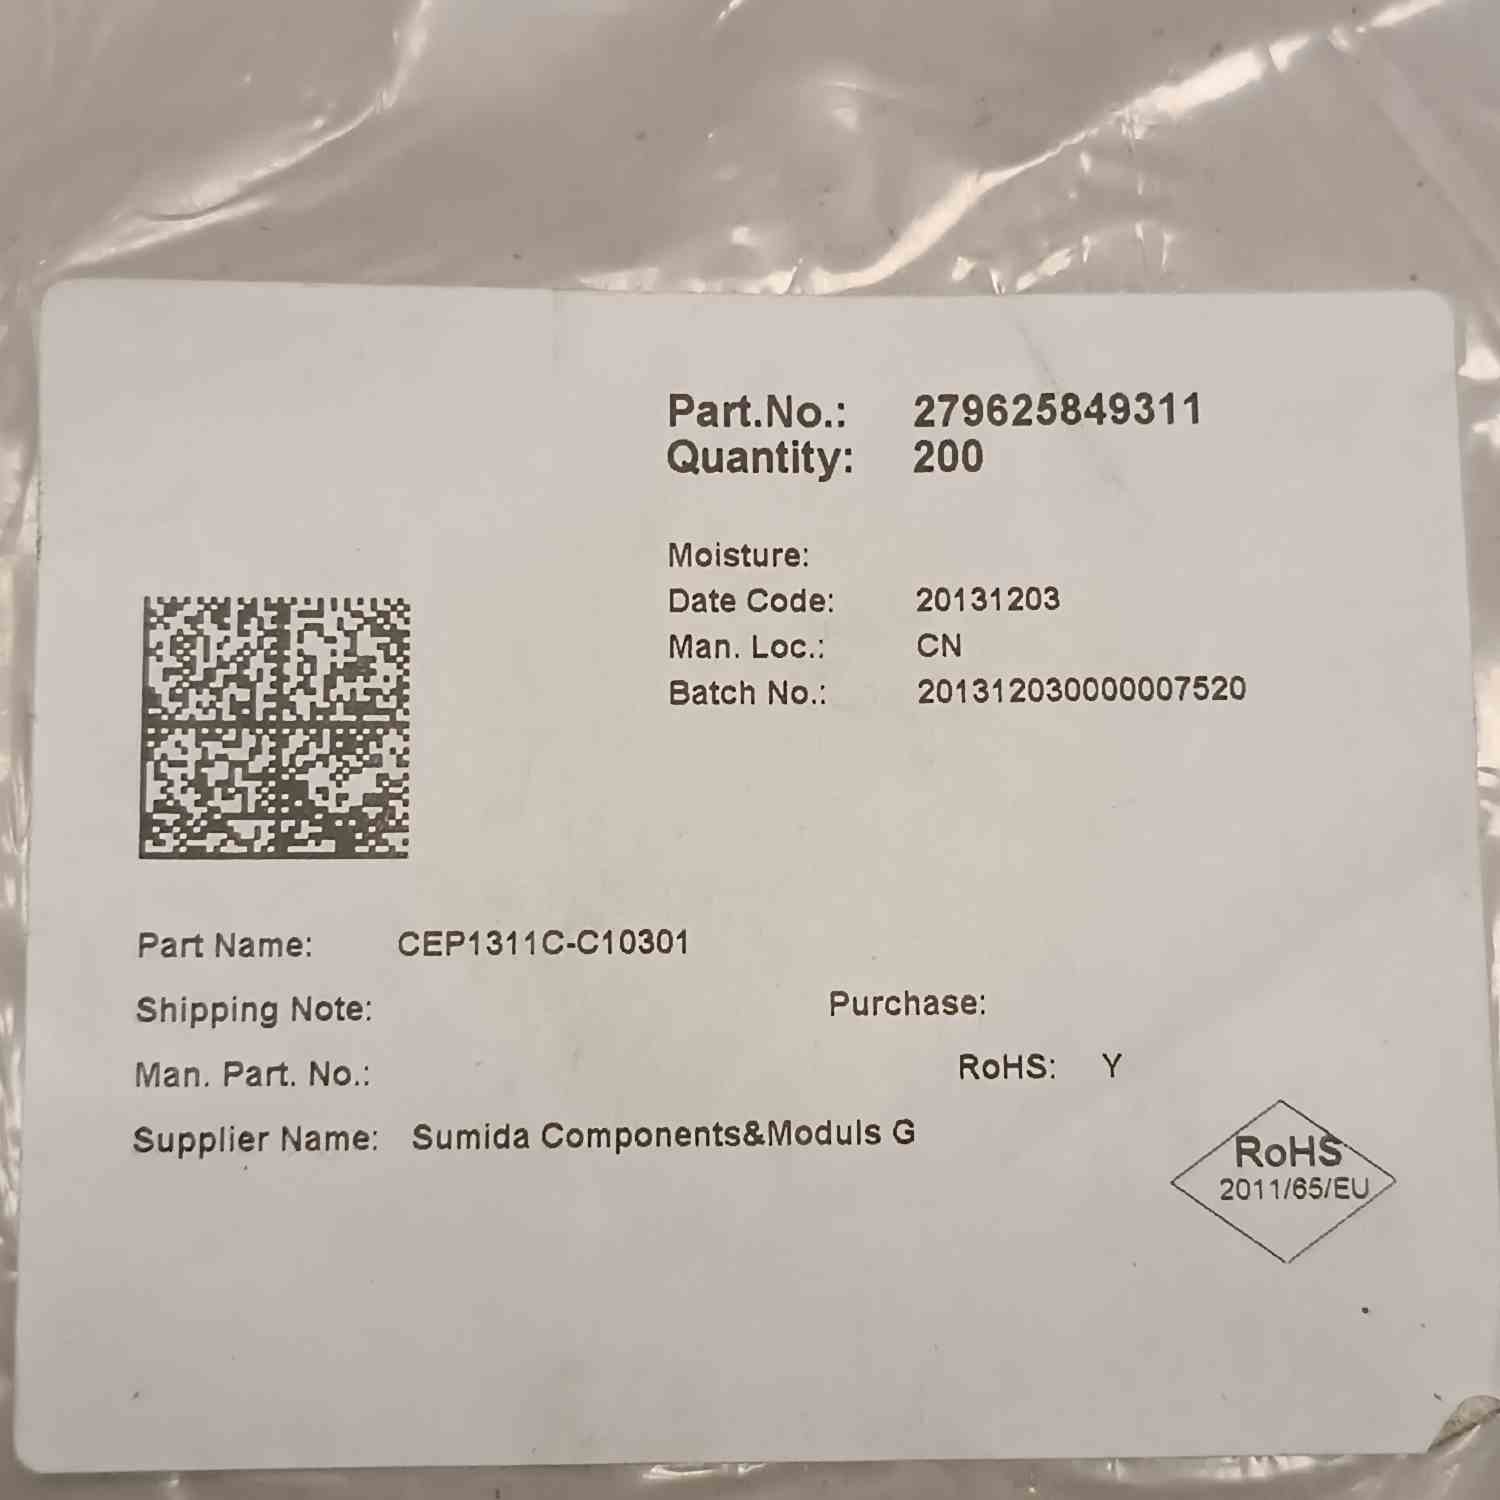 Part.No.: 279625849311
Quantity: 200
Moisture:
Date Code: 20131203
Man. Loc.: CN
Batch No.: 201312030000007520
Part Name: CEP1311C-C10301
Shipping Note: Purchase:
Man. Part. No.: RoHS: Y
Supplier Name: Sumida Components&Moduls G
RoHS
2011/65/EU